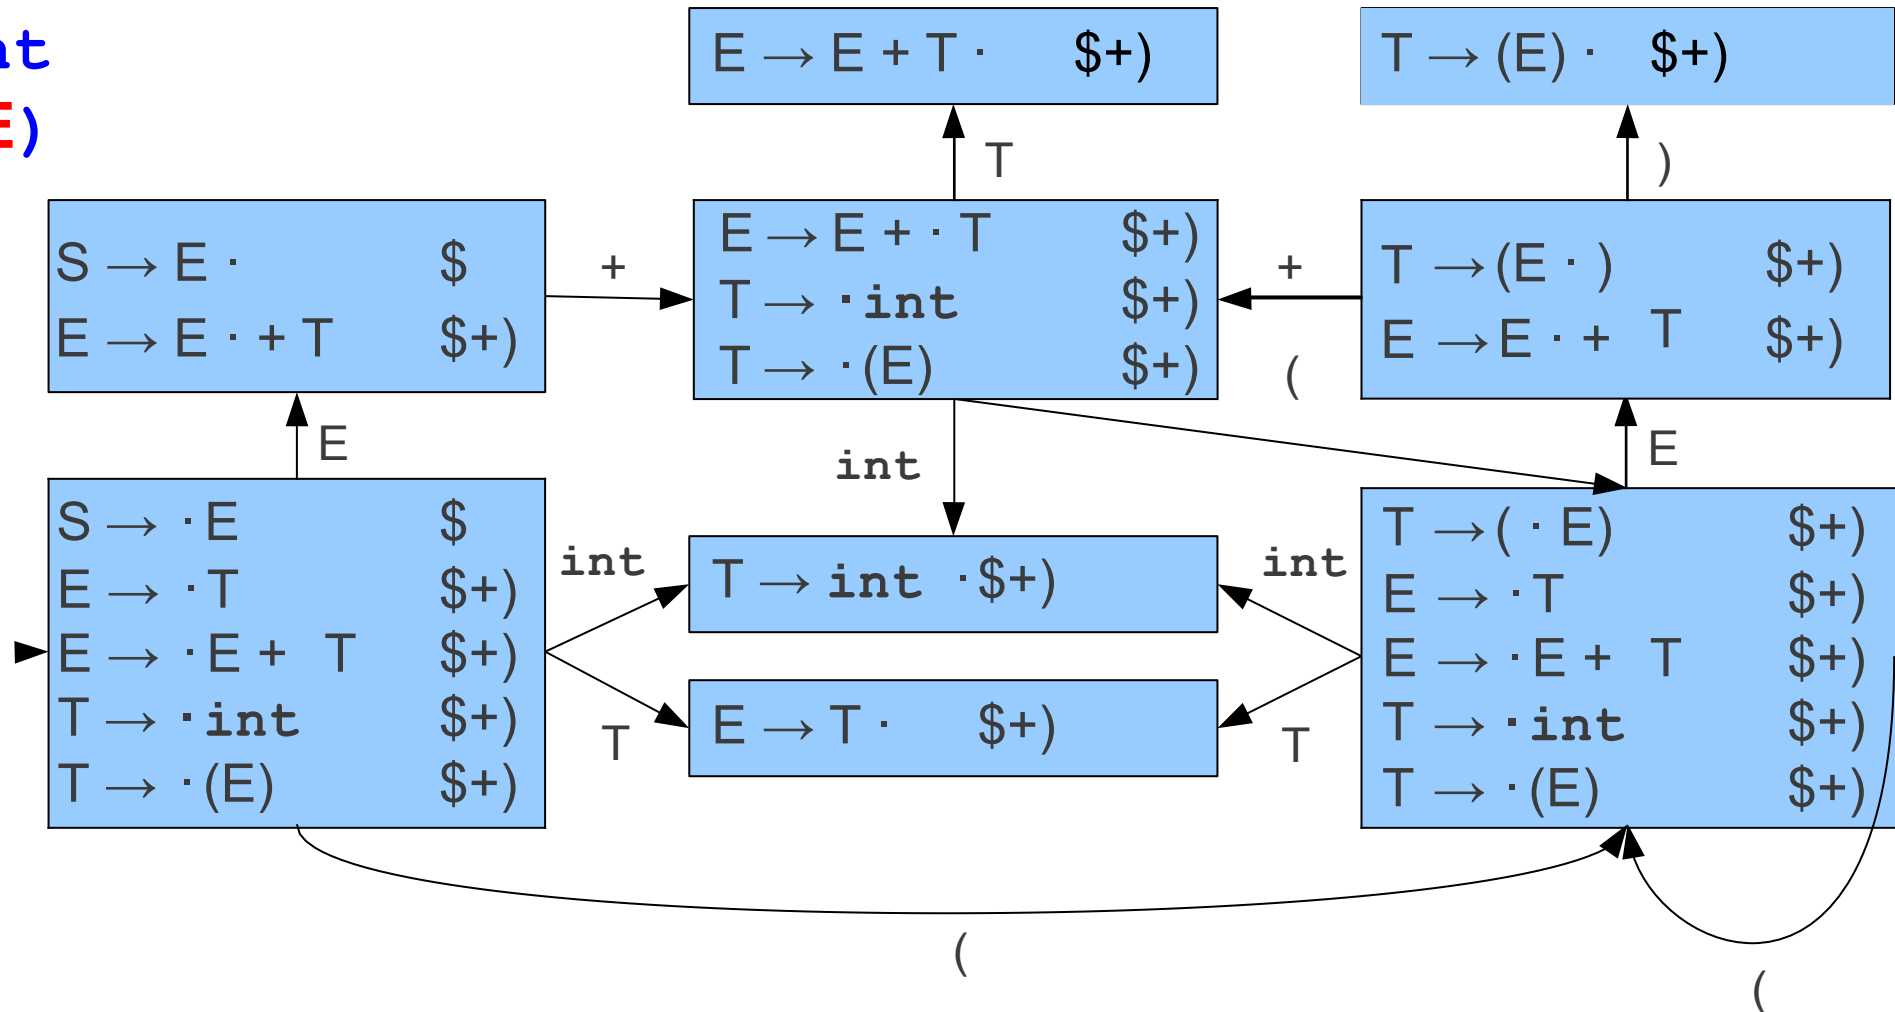 nt
E)
E → E + T · $+)
T → (E) · $+)
T
)
S → E · $
E → E · + T $+)
+
E → E + · T $+)
T → · int $+)
T → · (E) $+)
+
(
T → (E · ) $+)
E → E · + T $+)
E
int
E
S → · E $
E → · T $+)
E → · E + T $+)
T → · int $+)
T → · (E) $+)
int
T
T → int · $+)
E → T · $+)
int
T
T → ( · E) $+)
E → · T $+)
E → · E + T $+)
T → · int $+)
T → · (E) $+)
(
(